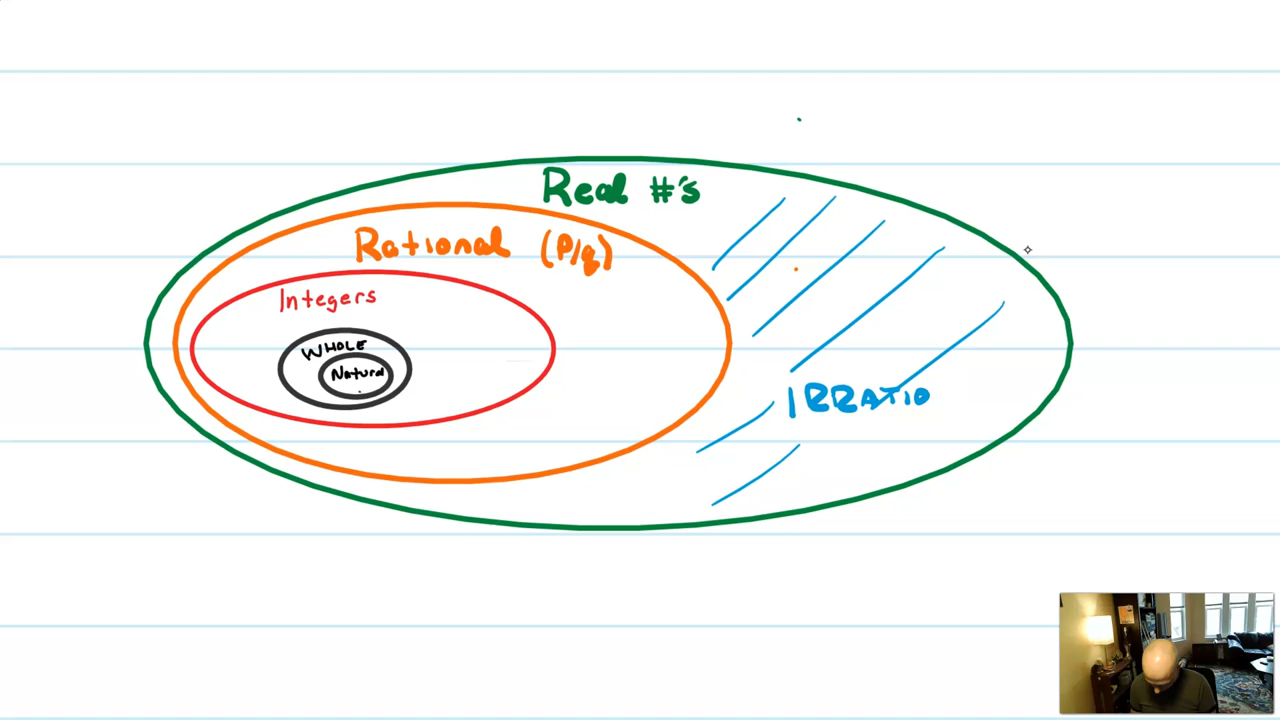 Real #'s
Rational (P/q)
Integers
WHOLE
Natural
IRRATIO